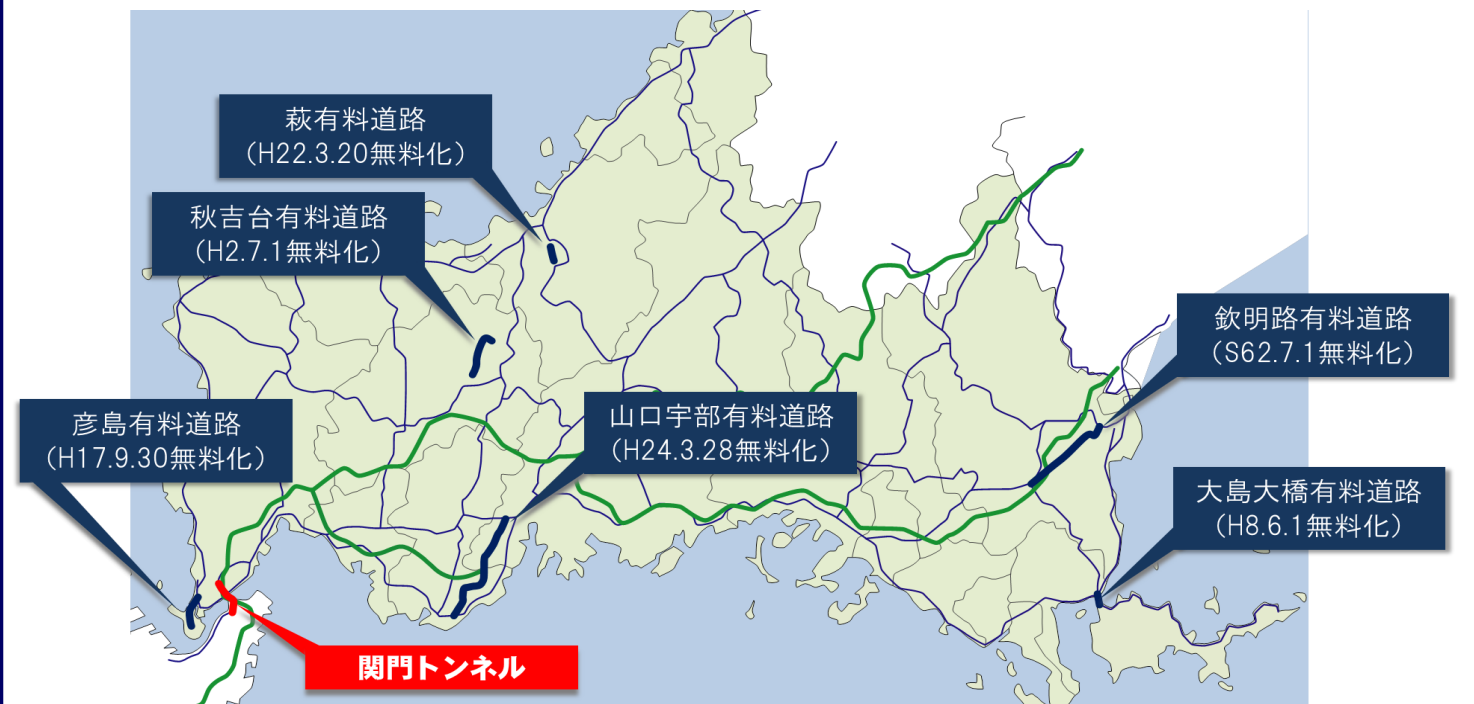 萩有料道路
（H22.3.20無料化）
秋吉台有料道路
（H2.7.1無料化）
欽明路有料道路
（S62.7.1無料化）
彦島有料道路
（H17.9.30無料化）
山口宇部有料道路
（H24.3.28無料化）
大島大橋有料道路
（H8.6.1無料化）
関門トンネル